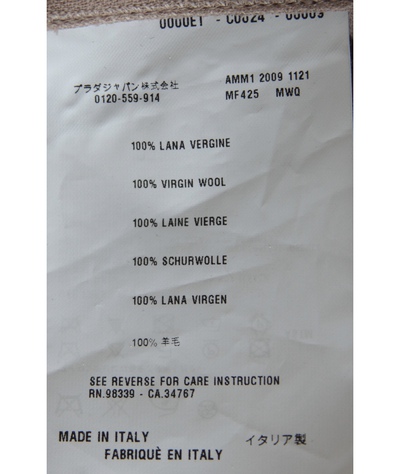 プラダジャパン株式会社
0120-559-914
AMM1 2009 1121
MF425 MWQ
100% LANA VERGINE
100% VIRGIN WOOL
100% LAINE VIERGE
100% SCHURWOLLE
100% LANA VIRGEN
100% 羊毛
SEE REVERSE FOR CARE INSTRUCTION
RN.98339 - CA.34767
MADE IN ITALY
イタリア製
FABRIQUÈ EN ITALY